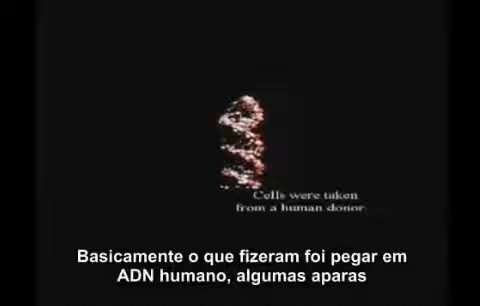 Cells were taken
from a human donor
Basicamente o que fizeram foi pegar em
ADN humano, algumas aparas